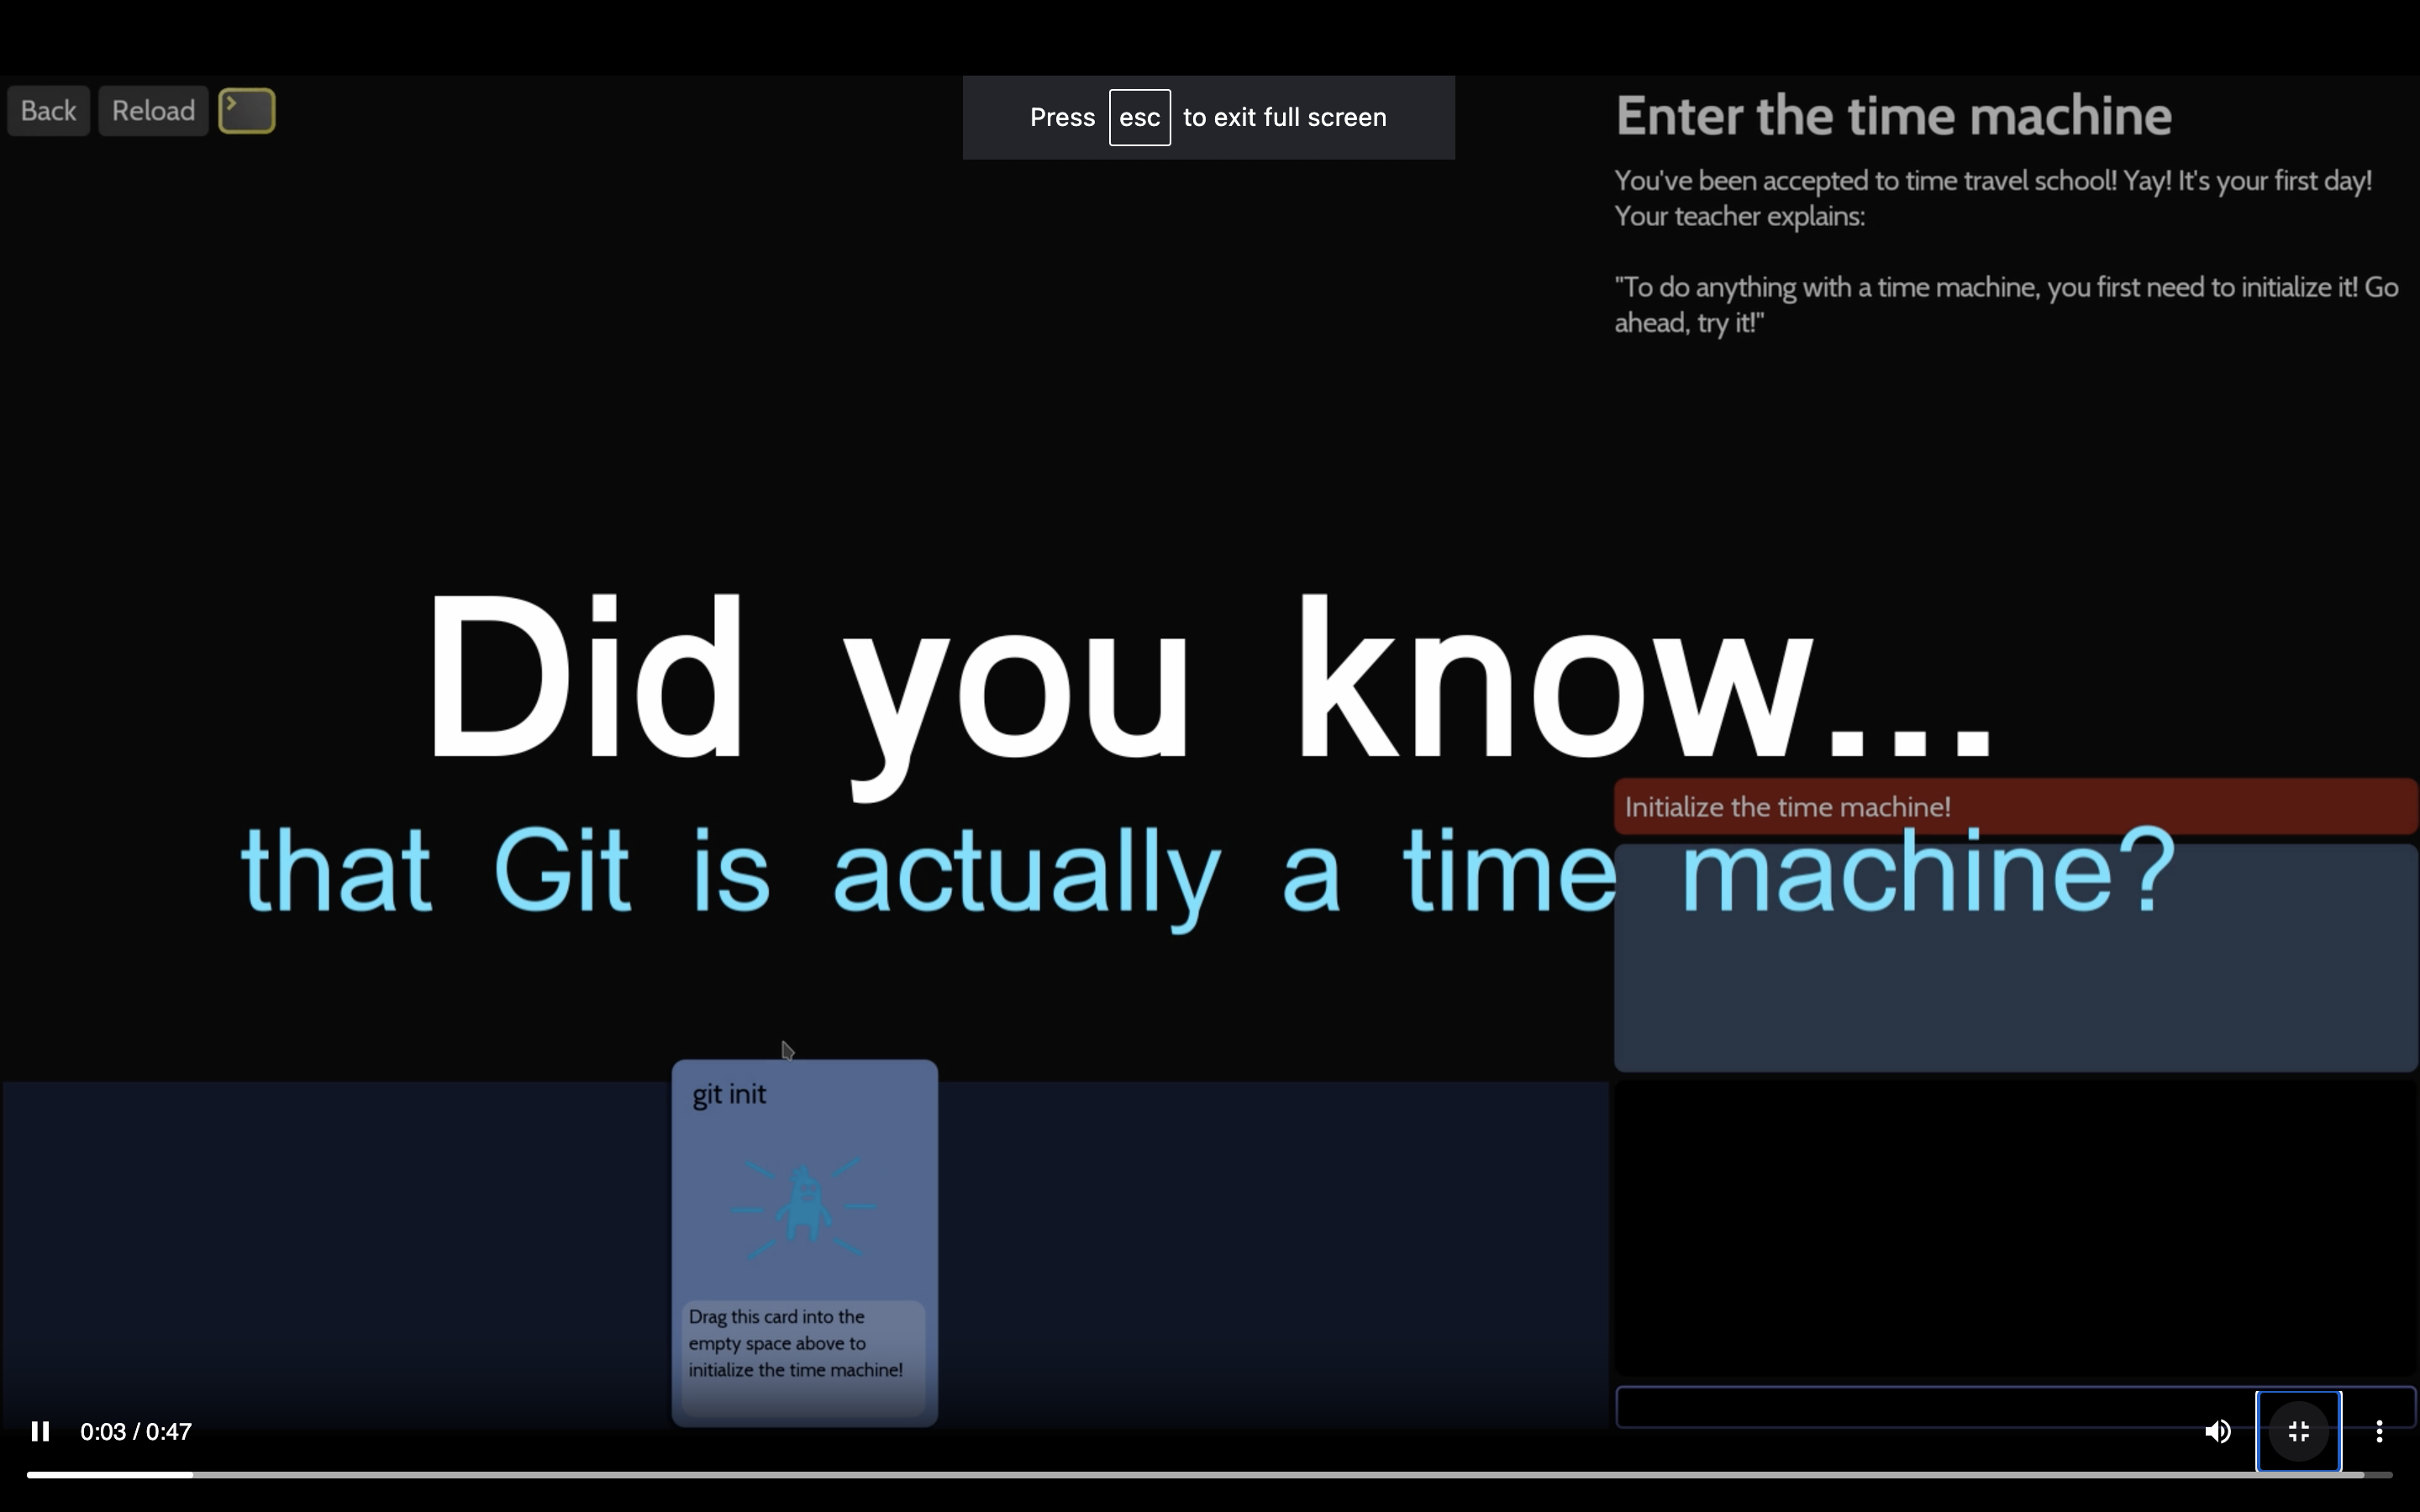 Back Reload
Press esc to exit full screen
Enter the time machine
You've been accepted to time travel school! Yay! It's your first day!
Your teacher explains:
"To do anything with a time machine, you first need to initialize it! Go
ahead, try it!"
Did you know...
that Git is actually a time machine?
Initialize the time machine!
git init
Drag this card into the
empty space above to
initialize the time machine!
0:03 / 0:47